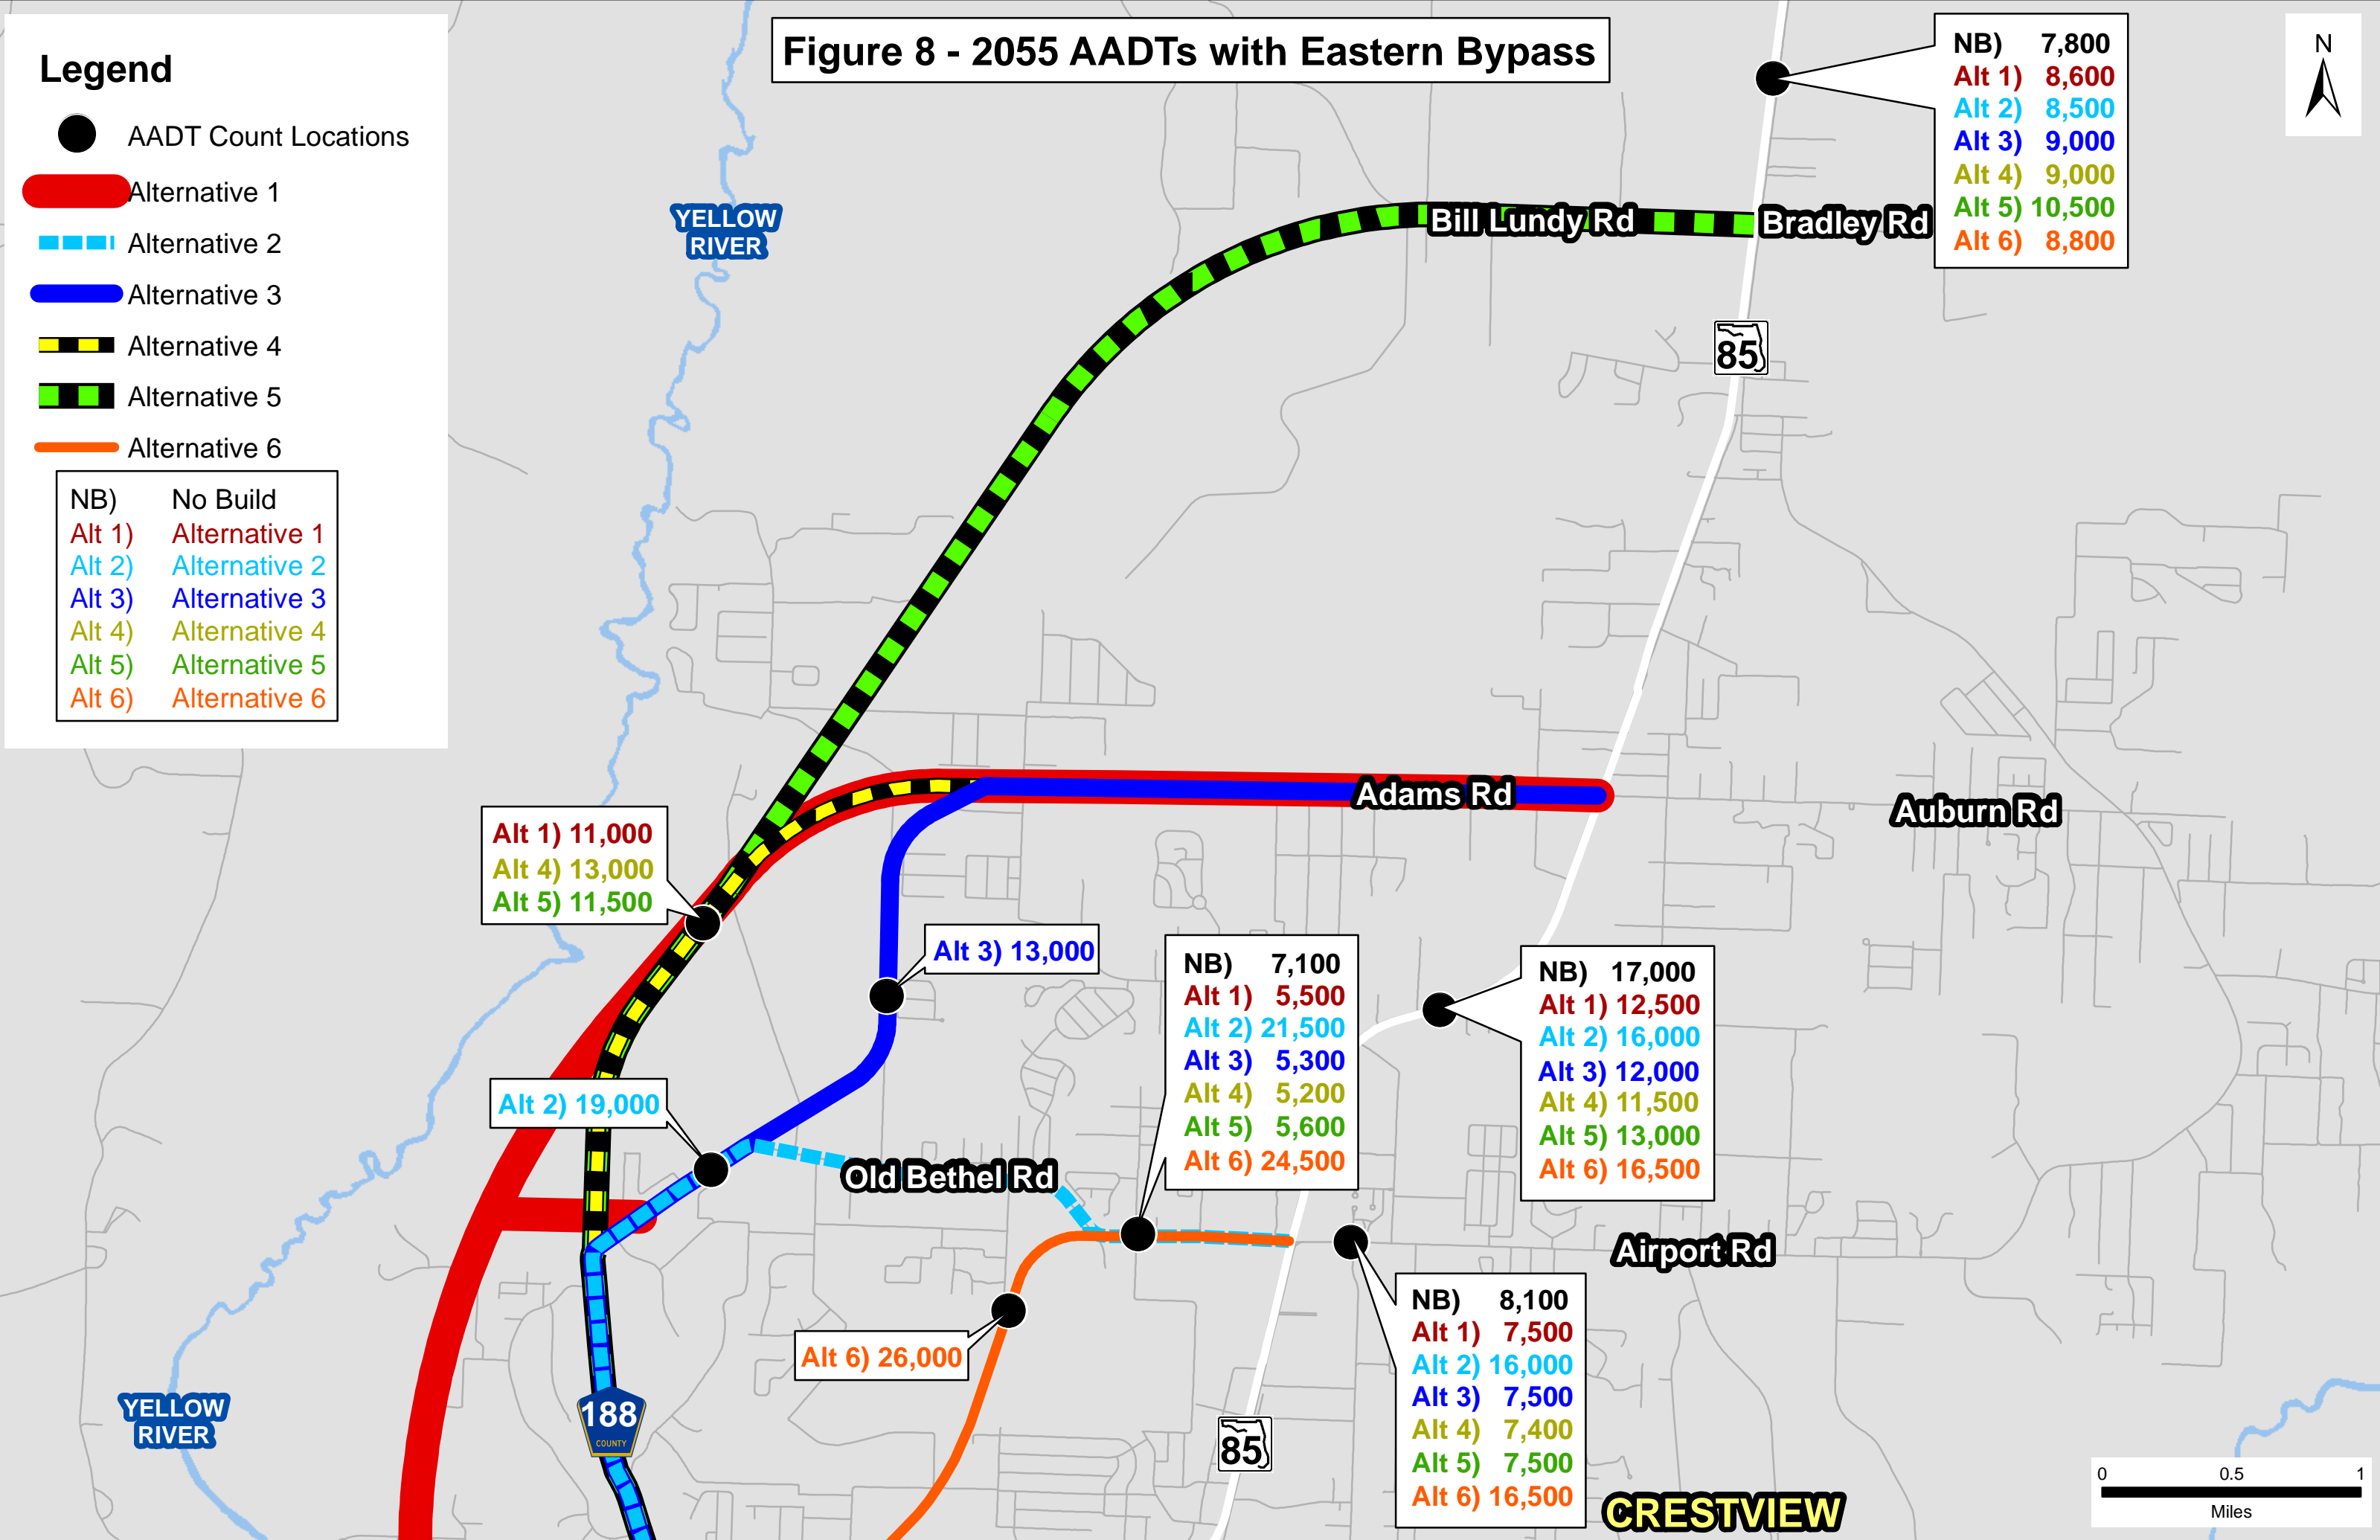 Figure 8 - 2055 AADTs with Eastern Bypass
Legend
AADT Count Locations
Alternative 1
Alternative 2
Alternative 3
Alternative 4
Alternative 5
Alternative 6
NB) No Build
Alt 1) Alternative 1
Alt 2) Alternative 2
Alt 3) Alternative 3
Alt 4) Alternative 4
Alt 5) Alternative 5
Alt 6) Alternative 6
N
NB) 7,800
Alt 1) 8,600
Alt 2) 8,500
Alt 3) 9,000
Alt 4) 9,000
Alt 5) 10,500
Alt 6) 8,800
YELLOW
RIVER
Bill Lundy Rd
Bradley Rd
85
Adams Rd
Auburn Rd
Alt 1) 11,000
Alt 4) 13,000
Alt 5) 11,500
Alt 3) 13,000
NB) 7,100
Alt 1) 5,500
Alt 2) 21,500
Alt 3) 5,300
Alt 4) 5,200
Alt 5) 5,600
Alt 6) 24,500
NB) 17,000
Alt 1) 12,500
Alt 2) 16,000
Alt 3) 12,000
Alt 4) 11,500
Alt 5) 13,000
Alt 6) 16,500
Alt 2) 19,000
Old Bethel Rd
Airport Rd
Alt 6) 26,000
NB) 8,100
Alt 1) 7,500
Alt 2) 16,000
Alt 3) 7,500
Alt 4) 7,400
Alt 5) 7,500
Alt 6) 16,500
YELLOW
RIVER
188
COUNTY
85
CRESTVIEW
0 0.5 1
Miles